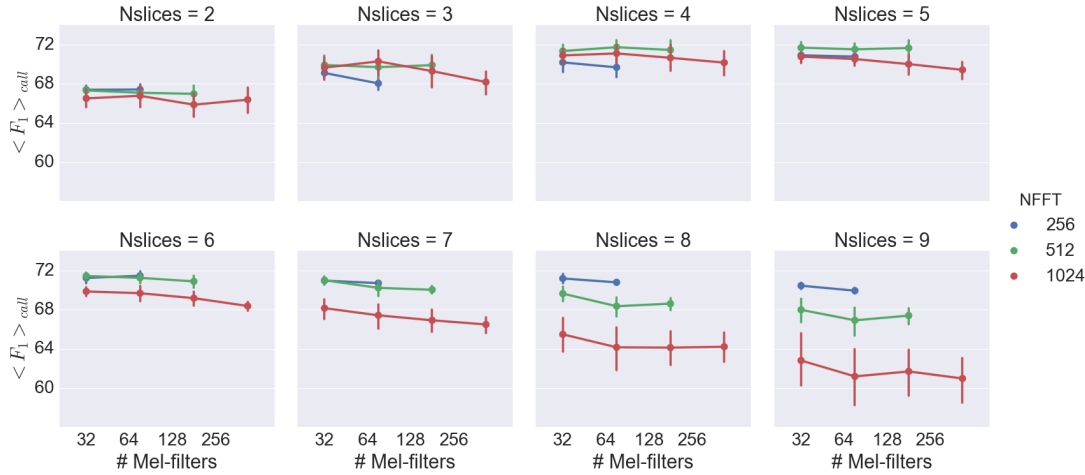 Nslices = 2
Nslices = 3
Nslices = 4
Nslices = 5
72
68
64
60
< F₁ > call
NFFT
256
512
1024
Nslices = 6
Nslices = 7
Nslices = 8
Nslices = 9
72
68
64
60
< F₁ > call
32 64 128 256
32 64 128 256
32 64 128 256
32 64 128 256
# Mel-filters
# Mel-filters
# Mel-filters
# Mel-filters